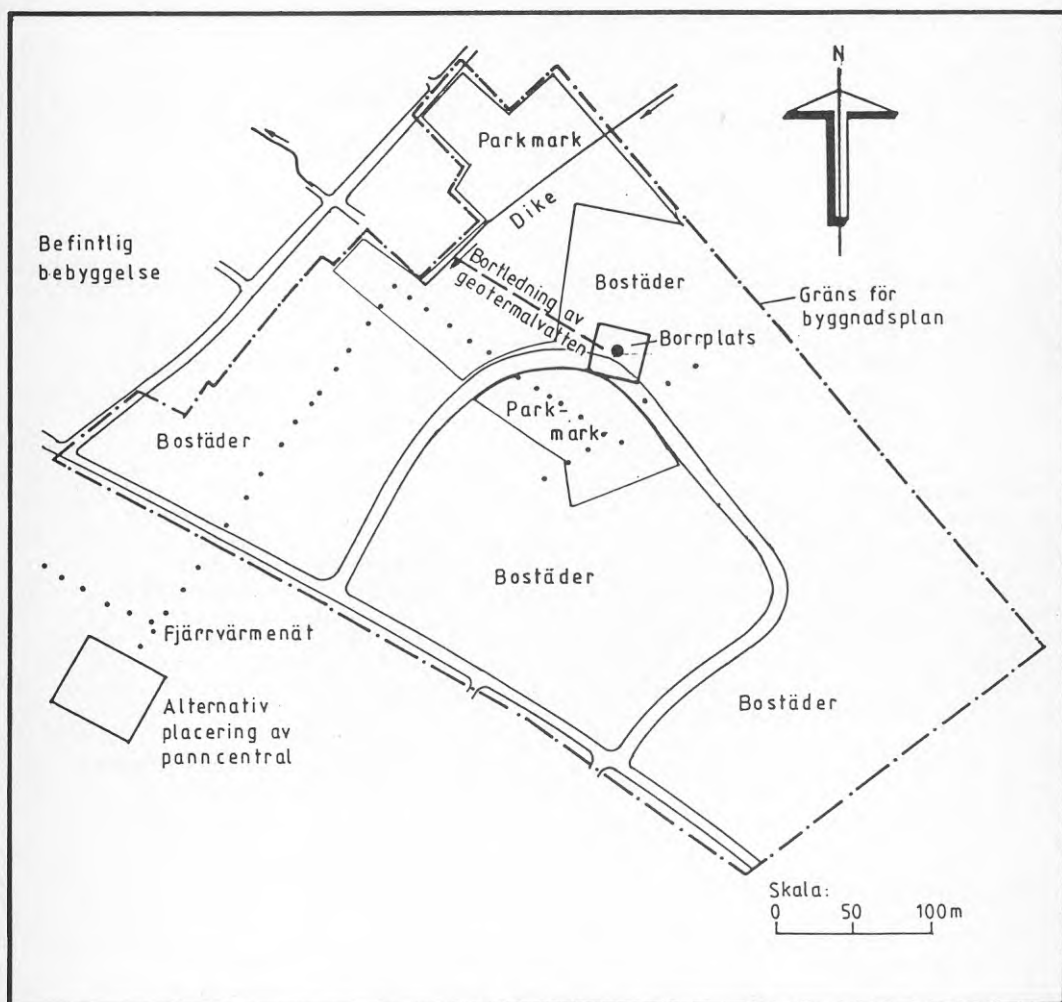 N
Parkmark
Dike
Befintlig
bebyggelse
Bortledning av
geotermalvatten
Bostäder
Gräns för
byggnadsplan
Borrplats
Park-
mark
Bostäder
Bostäder
Fjärrvärmenät
Alternativ
placering av
panncentral
Bostäder
Skala:
0 50 100m